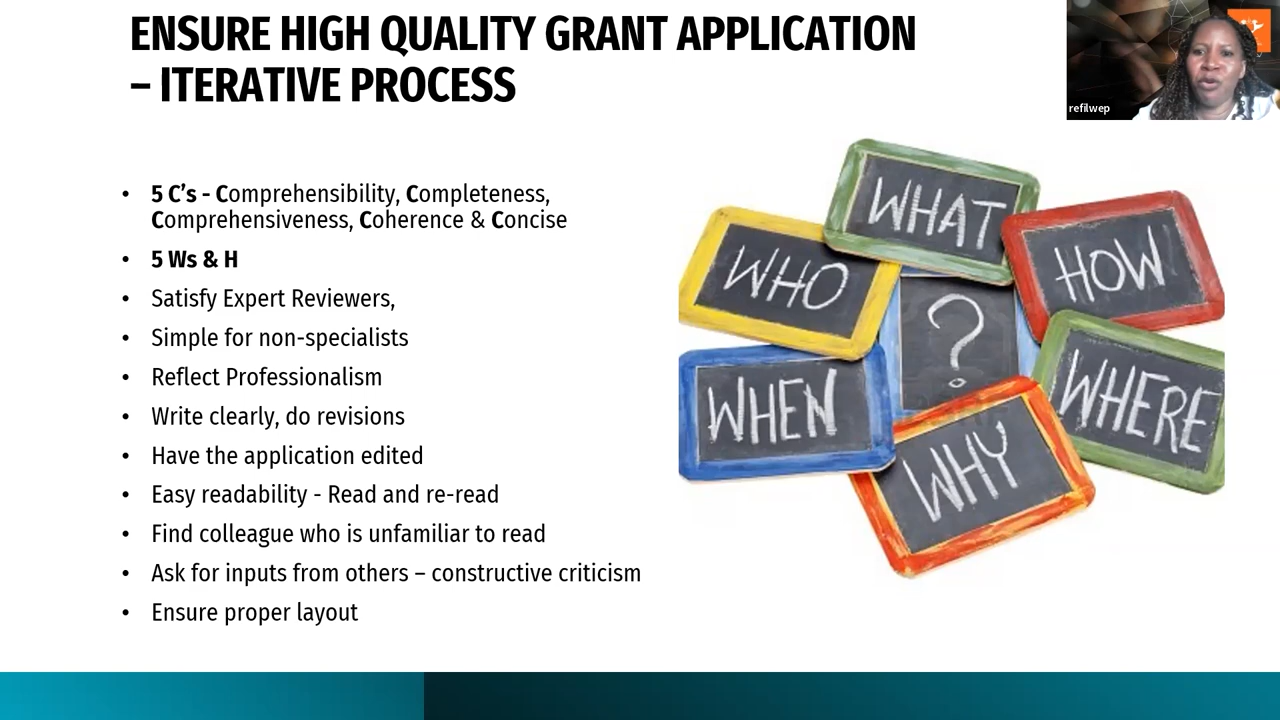 ENSURE HIGH QUALITY GRANT APPLICATION
– ITERATIVE PROCESS
refilwep
• 5 C’s - Comprehensibility, Completeness,
Comprehensiveness, Coherence & Concise
• 5 Ws & H
• Satisfy Expert Reviewers,
• Simple for non-specialists
• Reflect Professionalism
• Write clearly, do revisions
• Have the application edited
• Easy readability - Read and re-read
• Find colleague who is unfamiliar to read
• Ask for inputs from others – constructive criticism
• Ensure proper layout
WHAT
WHO
HOW
?
WHEN
WHERE
WHY